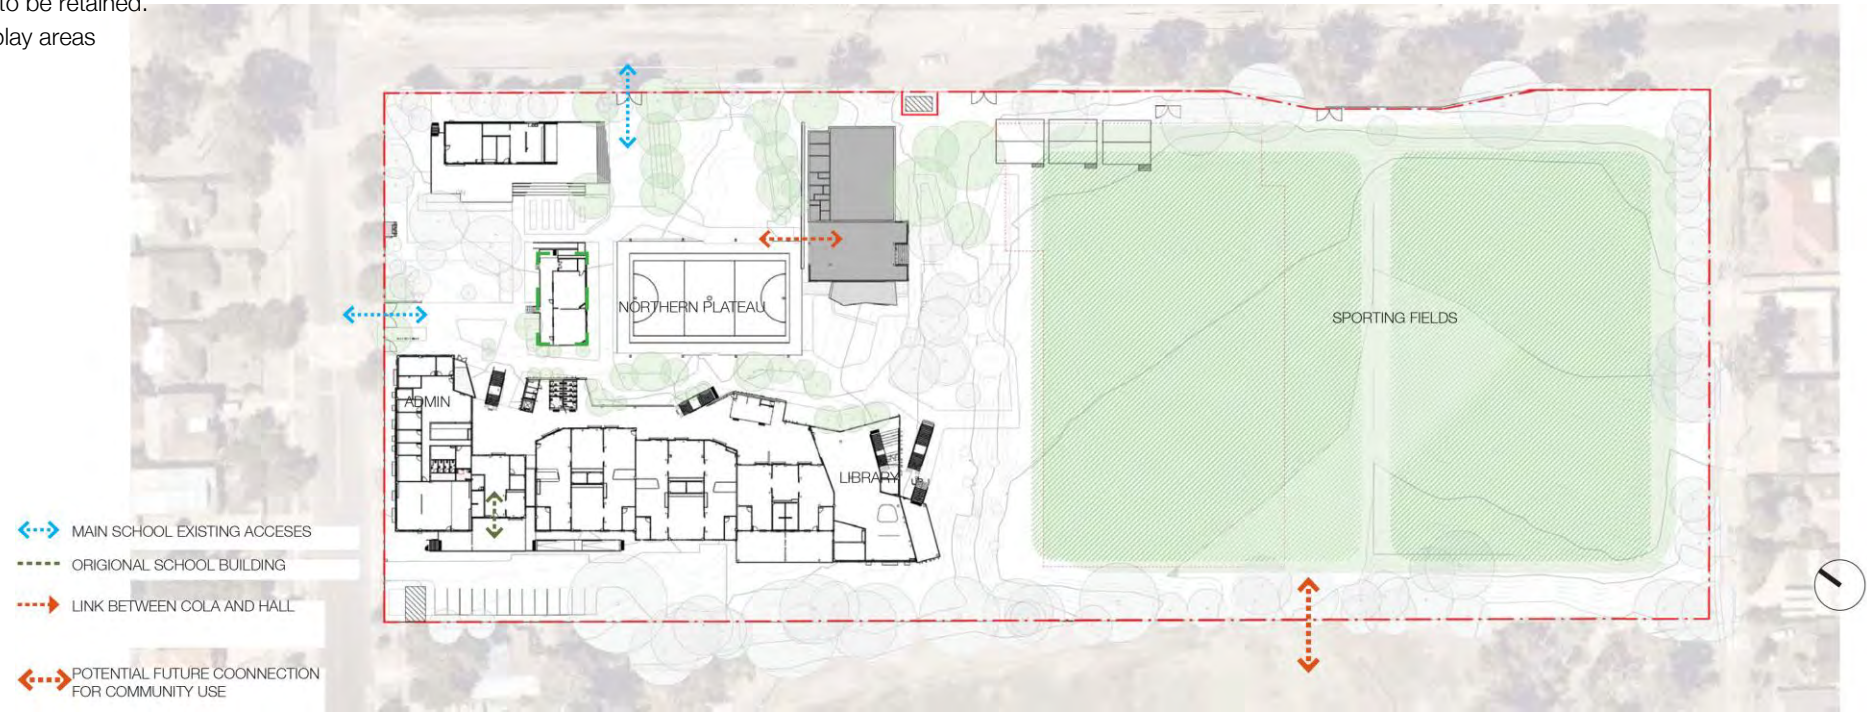 to be retained.
play areas
NORTHERN PLATEAU
SPORTING FIELDS
ADMIN
LIBRARY
UP
MAIN SCHOOL EXISTING ACCESES
ORIGIONAL SCHOOL BUILDING
LINK BETWEEN COLA AND HALL
POTENTIAL FUTURE COONNECTION
FOR COMMUNITY USE